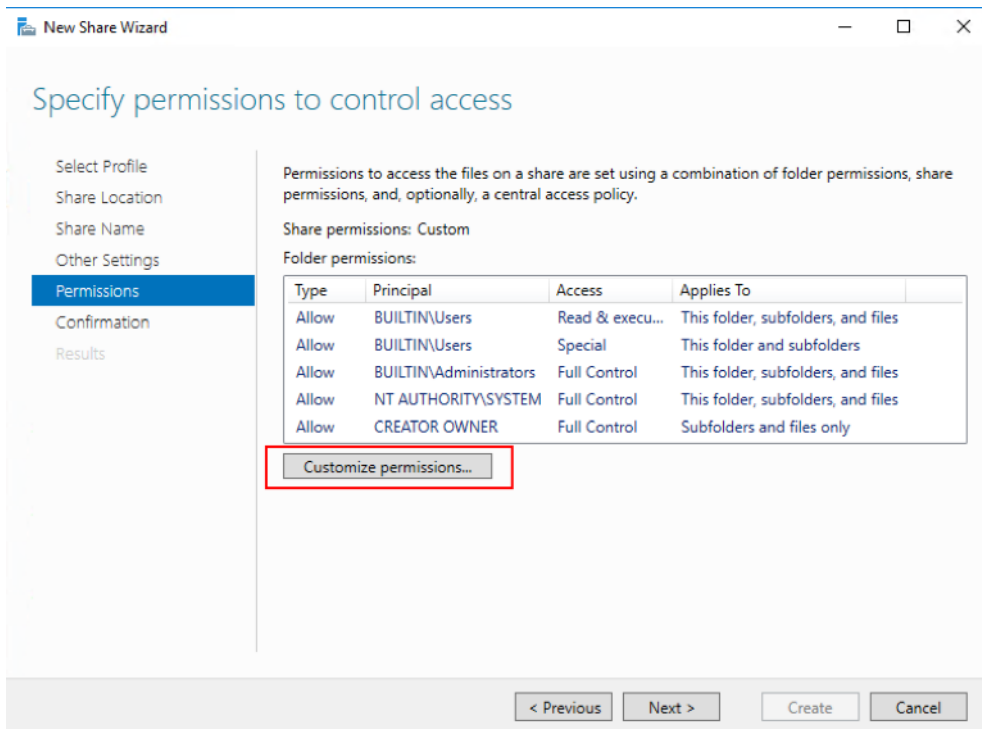 New Share Wizard
Specify permissions to control access
Select Profile
Share Location
Share Name
Other Settings
Permissions
Confirmation
Results
Permissions to access the files on a share are set using a combination of folder permissions, share
permissions, and, optionally, a central access policy.
Share permissions: Custom
Folder permissions:
Type Principal Access Applies To
Allow BUILTIN\Users Read & execu... This folder, subfolders, and files
Allow BUILTIN\Users Special This folder and subfolders
Allow BUILTIN\Administrators Full Control This folder, subfolders, and files
Allow NT AUTHORITY\SYSTEM Full Control This folder, subfolders, and files
Allow CREATOR OWNER Full Control Subfolders and files only
Customize permissions...
< Previous Next > Create Cancel